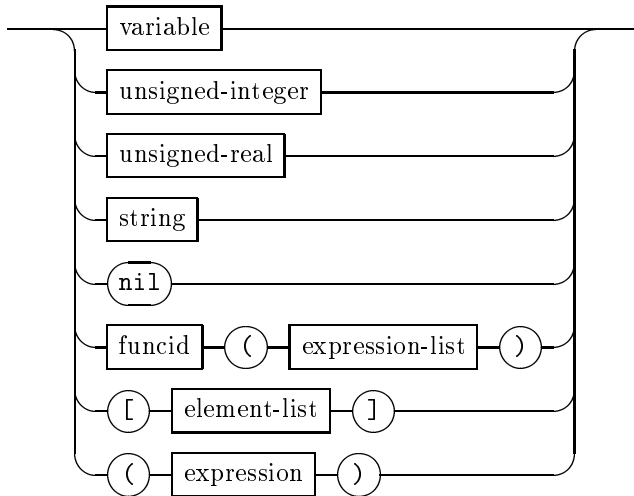 variable
unsigned-integer
unsigned-real
string
nil
funcid ( expression-list )
[ element-list ]
( expression )